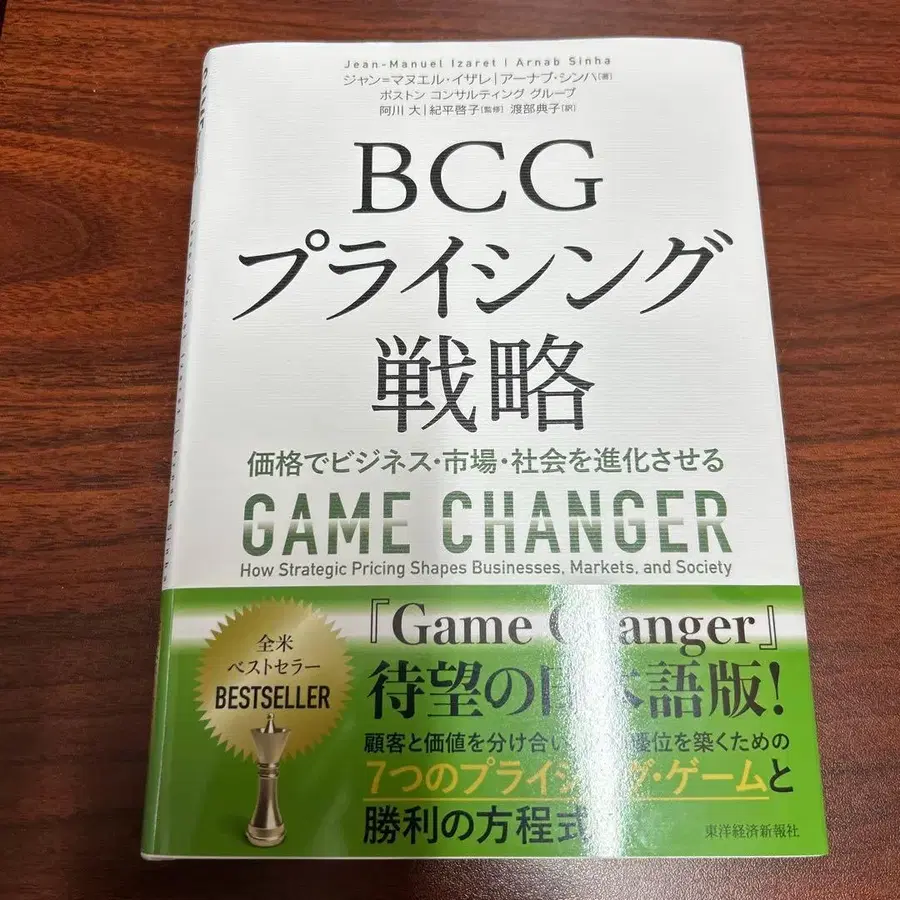 Jean-Manuel Izaret | Arnab Sinha
ジャン=マヌエル・イザレ|アーナブ・シンハ[著]
ボストン コンサルティング グループ
阿川 大|紀平啓子[監修] 渡部典子[訳]
BCG
プライシング
戦略
価格でビジネス・市場・社会を進化させる
GAME CHANGER
How Strategic Pricing Shapes Businesses, Markets, and Society
全米
ベストセラー
BESTSELLER
『Game Changer』
待望の日本語版!
顧客と価値を分け合い 優位を築くための
7つのプライシング・ゲームと
勝利の方程式
東洋経済新報社